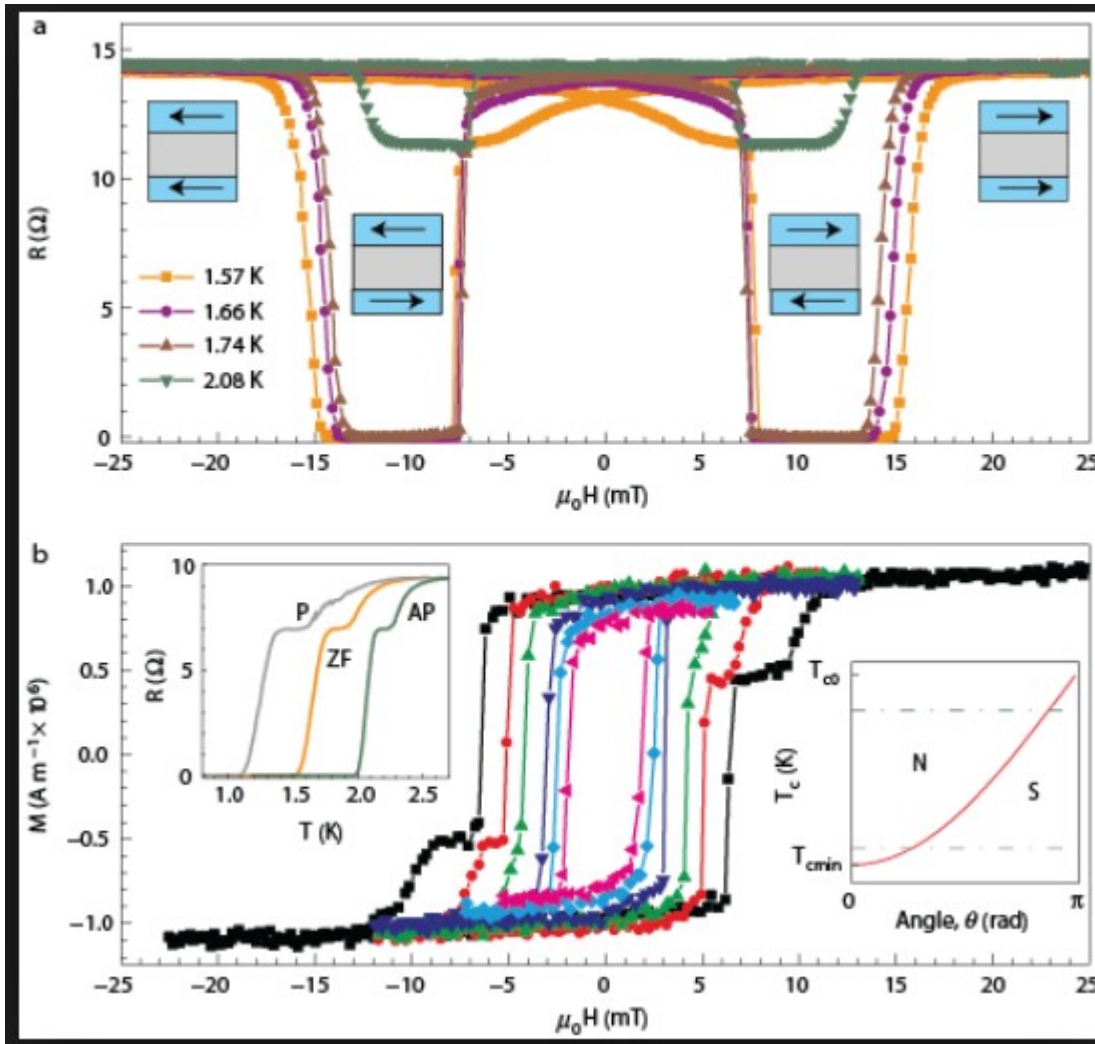 a
15
10
5
0
R (Ω)
1.57 K
1.66 K
1.74 K
2.08 K
−25 −20 −15 −10 −5 0 5 10 15 20 25
μ₀H (mT)
b
1.0
0.5
0.0
−0.5
−1.0
M (A m⁻¹ × 10⁶)
10
5
0
R (Ω)
P
ZF
AP
1.0 1.5 2.0 2.5
T (K)
T_c0
T_cmin
T_c (K)
N
S
0 π
Angle, θ (rad)
−25 −20 −15 −10 −5 0 5 10 15 20 25
μ₀H (mT)